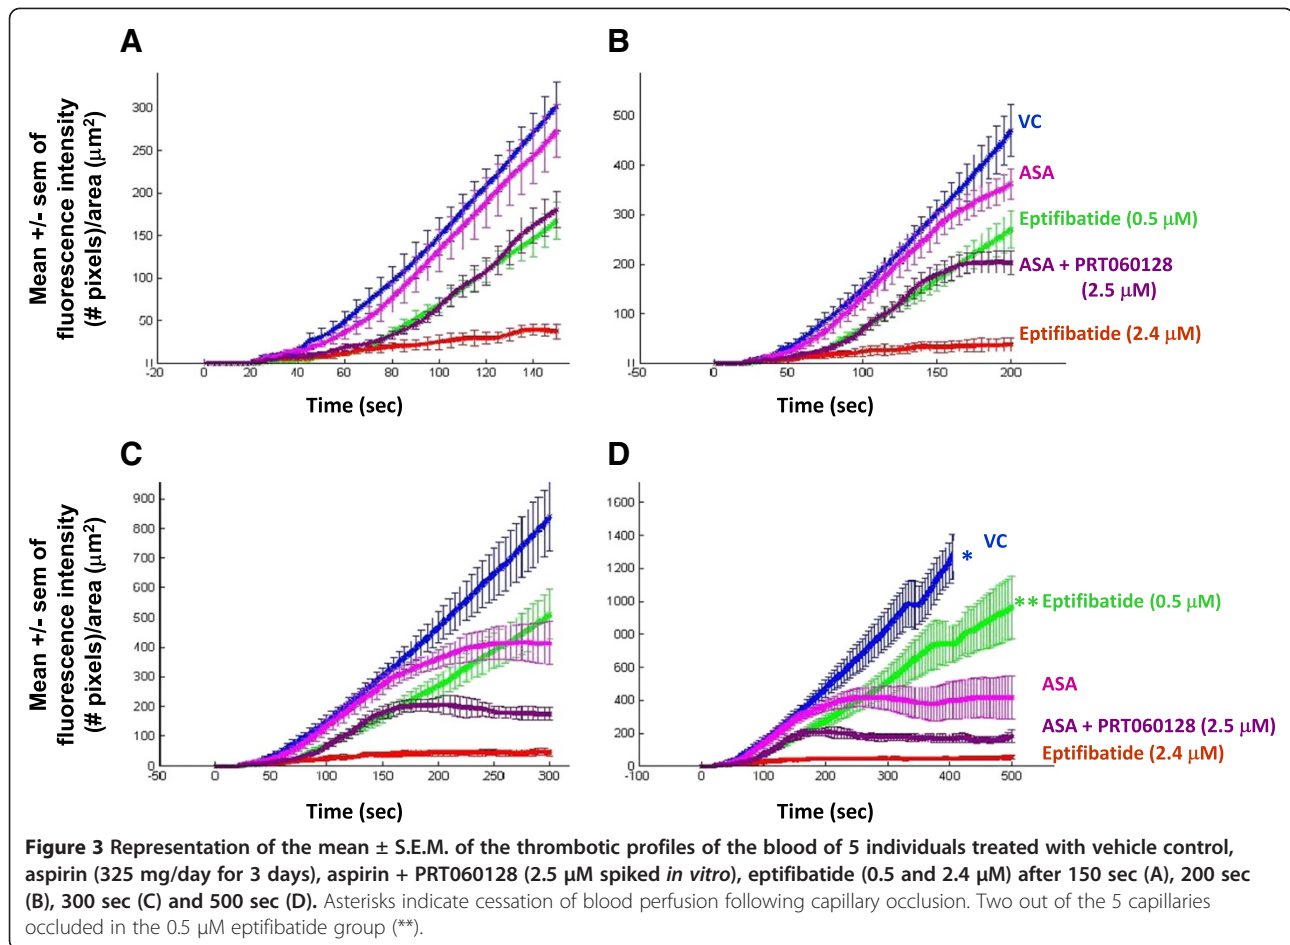 A
Mean +/- sem of
fluorescence intensity
(# pixels)/area (μm²)
300
250
200
150
100
50
-20 0 20 40 60 80 100 120 140
Time (sec)
B
500
400
300
200
100
-50 0 50 100 150 200
Time (sec)
VC
ASA
Eptifibatide (0.5 μM)
ASA + PRT060128
(2.5 μM)
Eptifibatide (2.4 μM)
C
Mean +/- sem of
fluorescence intensity
(# pixels)/area (μm²)
900
800
700
600
500
400
300
200
100
0
-50 0 50 100 150 200 250 300
Time (sec)
D
1600
1400
1200
1000
800
600
400
200
0
-100 0 100 200 300 400 500
Time (sec)
* VC
** Eptifibatide (0.5 μM)
ASA
ASA + PRT060128 (2.5 μM)
Eptifibatide (2.4 μM)
Figure 3 Representation of the mean ± S.E.M. of the thrombotic profiles of the blood of 5 individuals treated with vehicle control,
aspirin (325 mg/day for 3 days), aspirin + PRT060128 (2.5 μM spiked in vitro), eptifibatide (0.5 and 2.4 μM) after 150 sec (A), 200 sec
(B), 300 sec (C) and 500 sec (D). Asterisks indicate cessation of blood perfusion following capillary occlusion. Two out of the 5 capillaries
occluded in the 0.5 μM eptifibatide group (**).